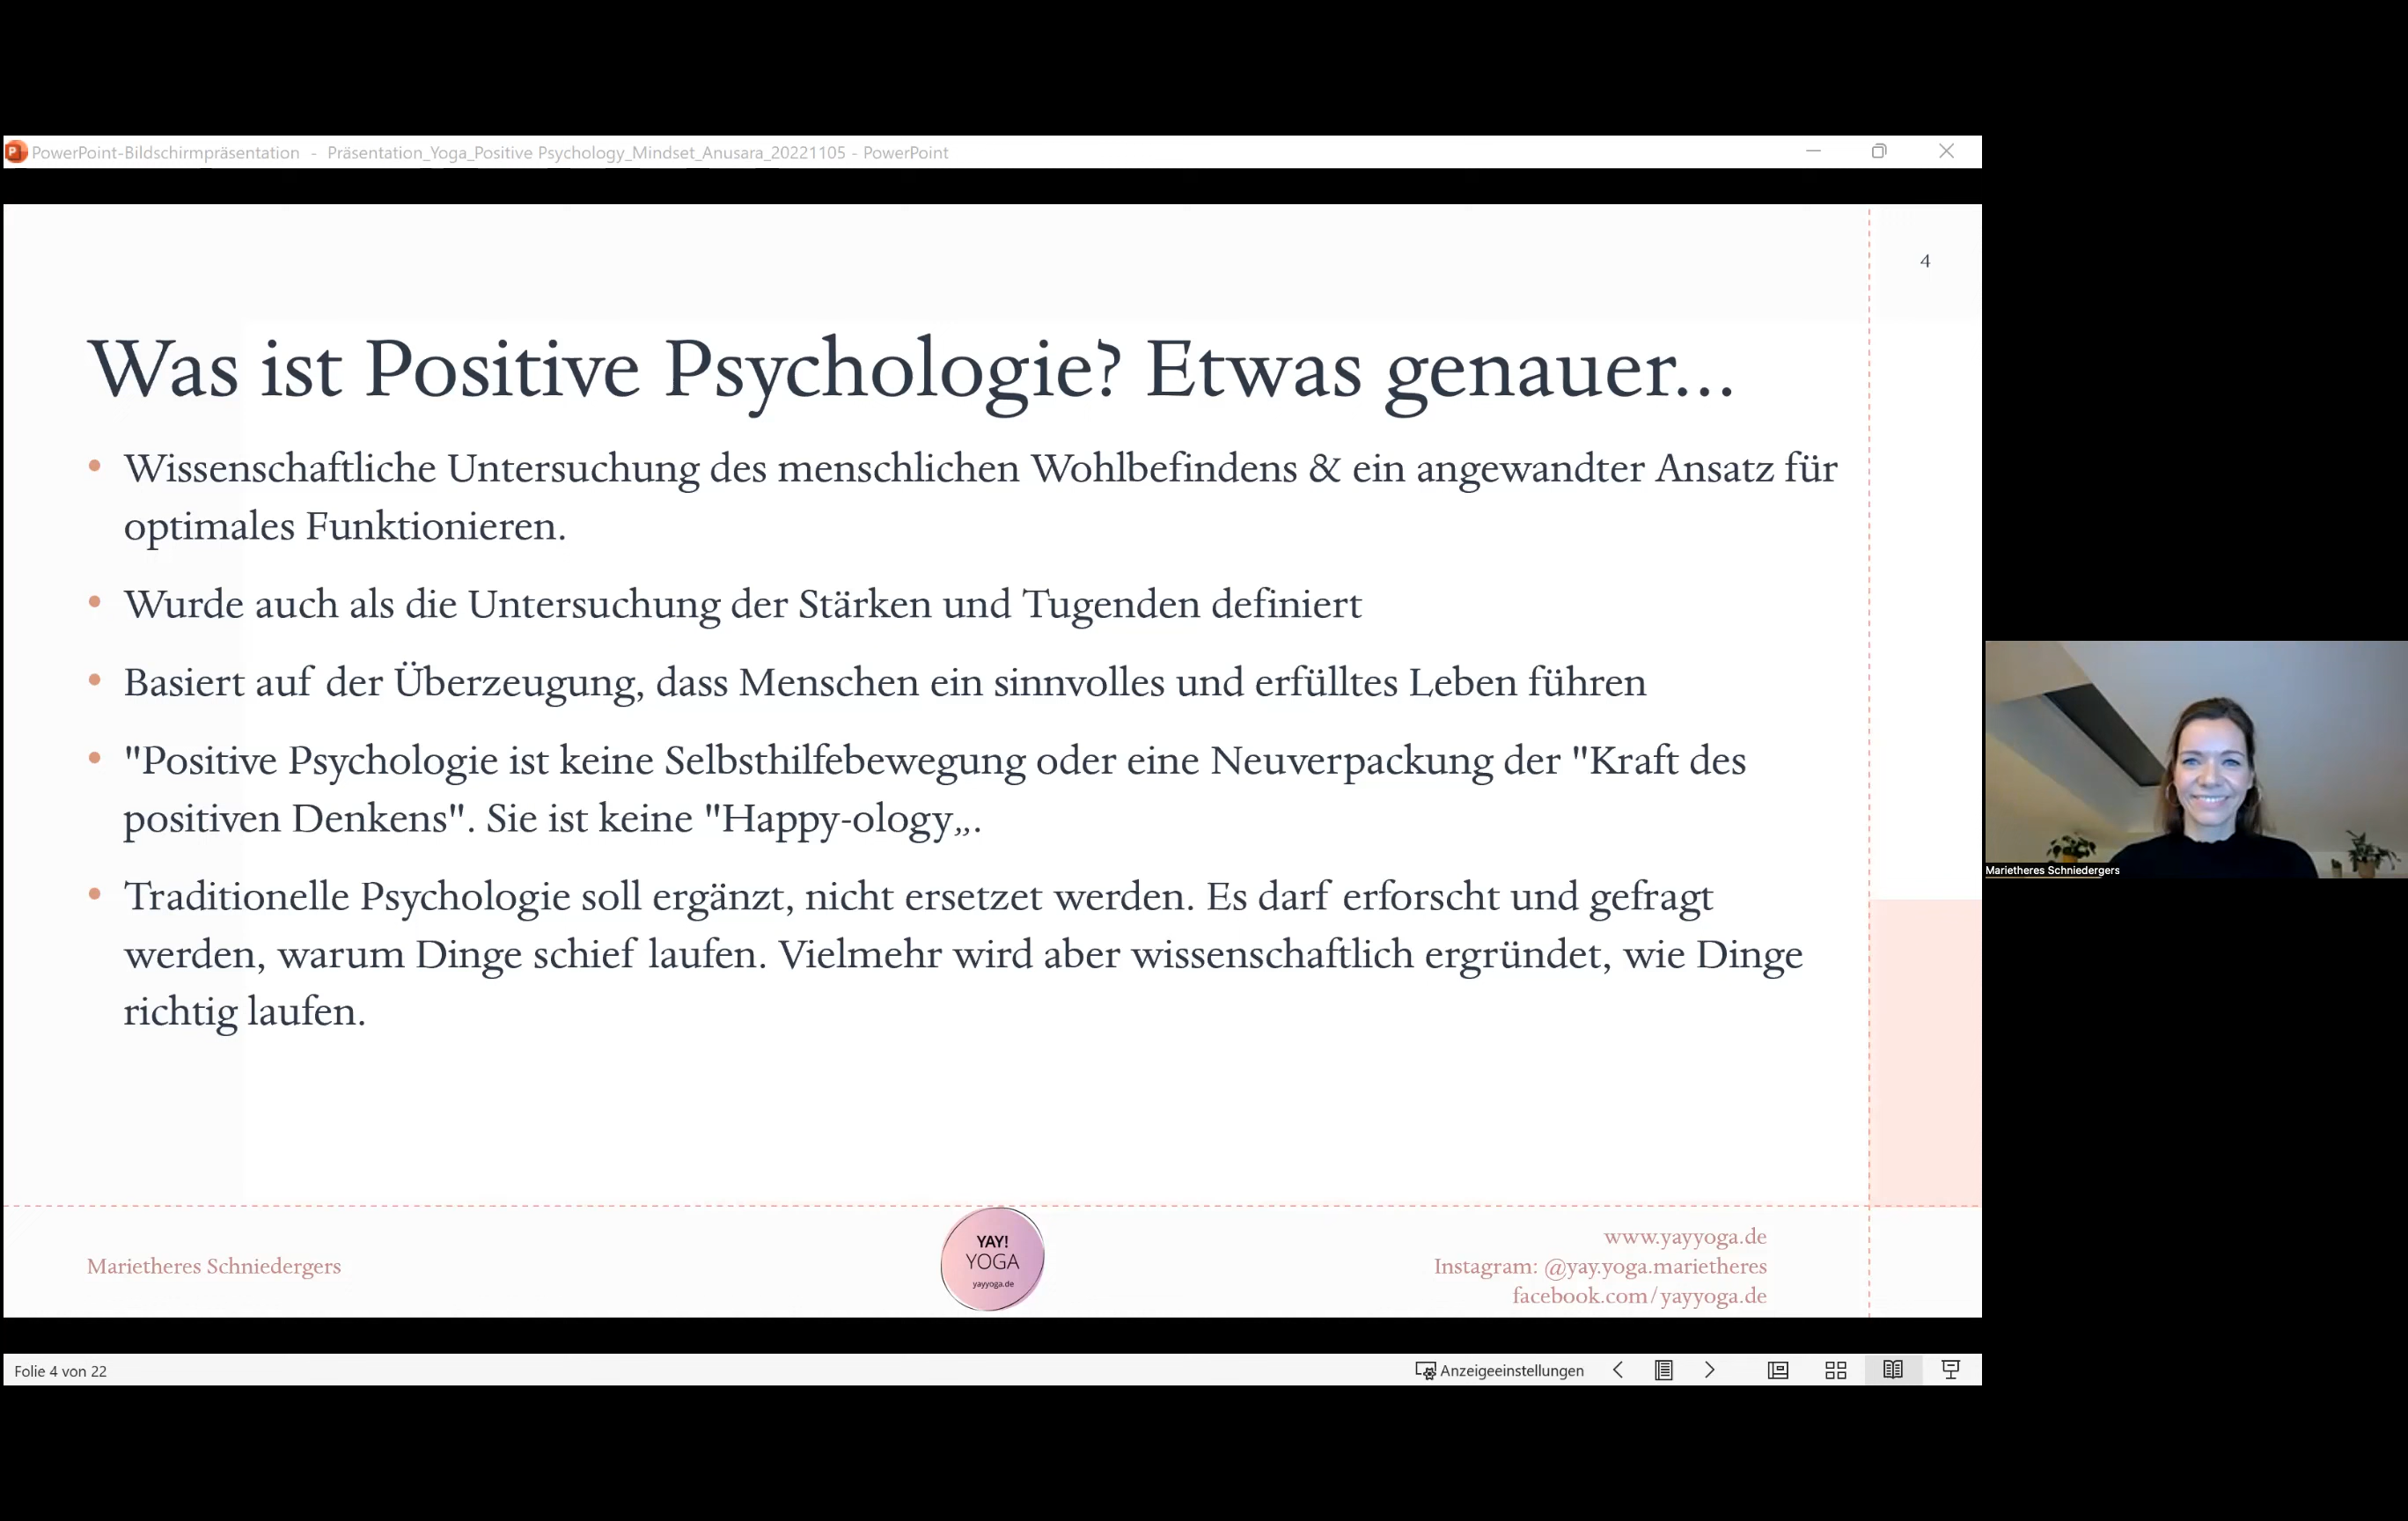 PowerPoint-Bildschirmpräsentation - Präsentation_Yoga_Positive Psychology_Mindset_Anusara_20221105 - PowerPoint
4
Was ist Positive Psychologie? Etwas genauer...
• Wissenschaftliche Untersuchung des menschlichen Wohlbefindens & ein angewandter Ansatz für
optimales Funktionieren.
• Wurde auch als die Untersuchung der Stärken und Tugenden definiert
• Basiert auf der Überzeugung, dass Menschen ein sinnvolles und erfülltes Leben führen
• "Positive Psychologie ist keine Selbsthilfebewegung oder eine Neuverpackung der "Kraft des
positiven Denkens". Sie ist keine "Happy-ology„.
• Traditionelle Psychologie soll ergänzt, nicht ersetzet werden. Es darf erforscht und gefragt
werden, warum Dinge schief laufen. Vielmehr wird aber wissenschaftlich ergründet, wie Dinge
richtig laufen.
Marietheres Schniedergers
Marietheres Schniedergers
YAY!
YOGA
yayyoga.de
www.yayyoga.de
Instagram: @yay.yoga.marietheres
facebook.com/yayyoga.de
Folie 4 von 22
Anzeigeeinstellungen